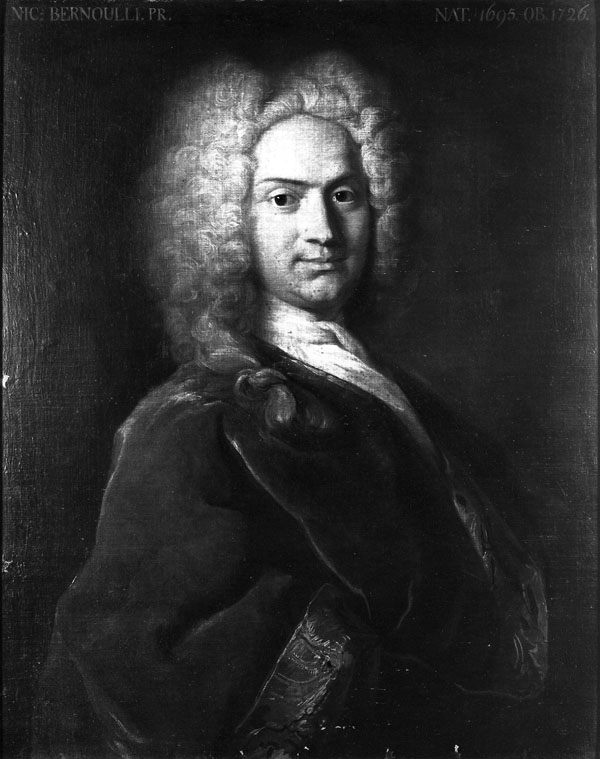 NIC: BERNOULLI. PR.
NAT. 1695. OB. 1726.